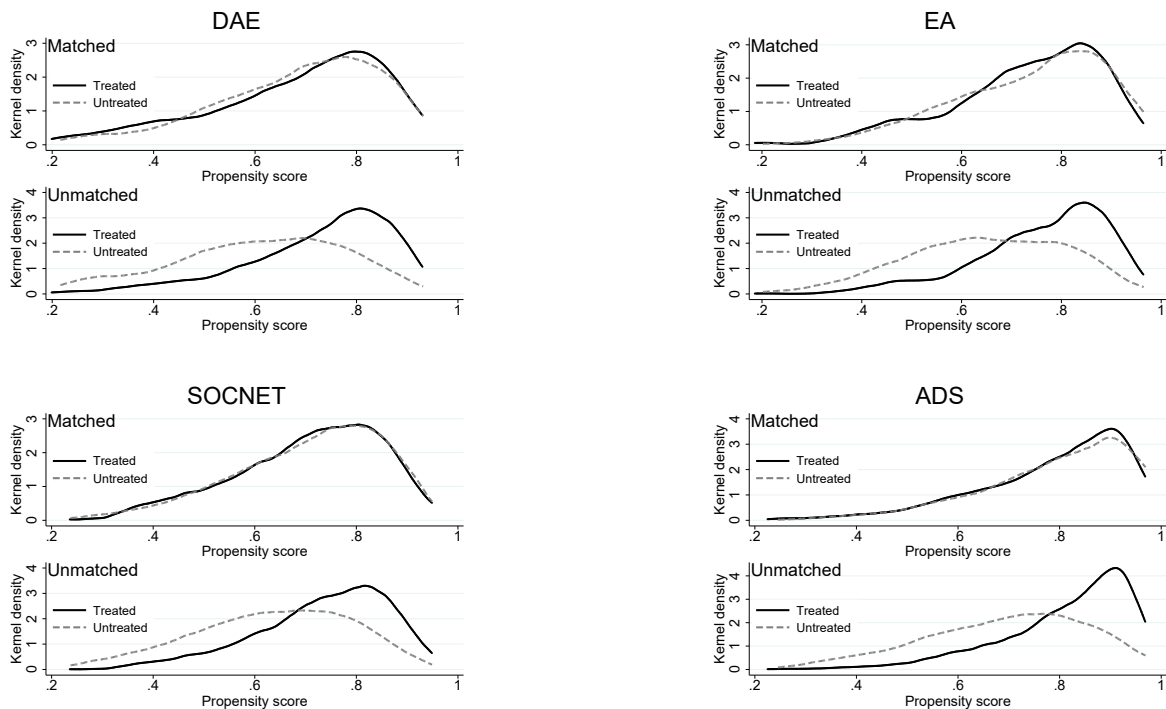 DAE
Matched
Treated
Untreated
Kernel density
0 1 2 3
.2 .4 .6 .8 1
Propensity score
Unmatched
Treated
Untreated
Kernel density
0 1 2 3 4
.2 .4 .6 .8 1
Propensity score
EA
Matched
Treated
Untreated
Kernel density
0 1 2 3
.2 .4 .6 .8 1
Propensity score
Unmatched
Treated
Untreated
Kernel density
0 1 2 3 4
.2 .4 .6 .8 1
Propensity score
SOCNET
Matched
Treated
Untreated
Kernel density
0 1 2 3
.2 .4 .6 .8 1
Propensity score
Unmatched
Treated
Untreated
Kernel density
0 1 2 3 4
.2 .4 .6 .8 1
Propensity score
ADS
Matched
Treated
Untreated
Kernel density
0 1 2 3 4
.2 .4 .6 .8 1
Propensity score
Unmatched
Treated
Untreated
Kernel density
0 1 2 3 4
.2 .4 .6 .8 1
Propensity score